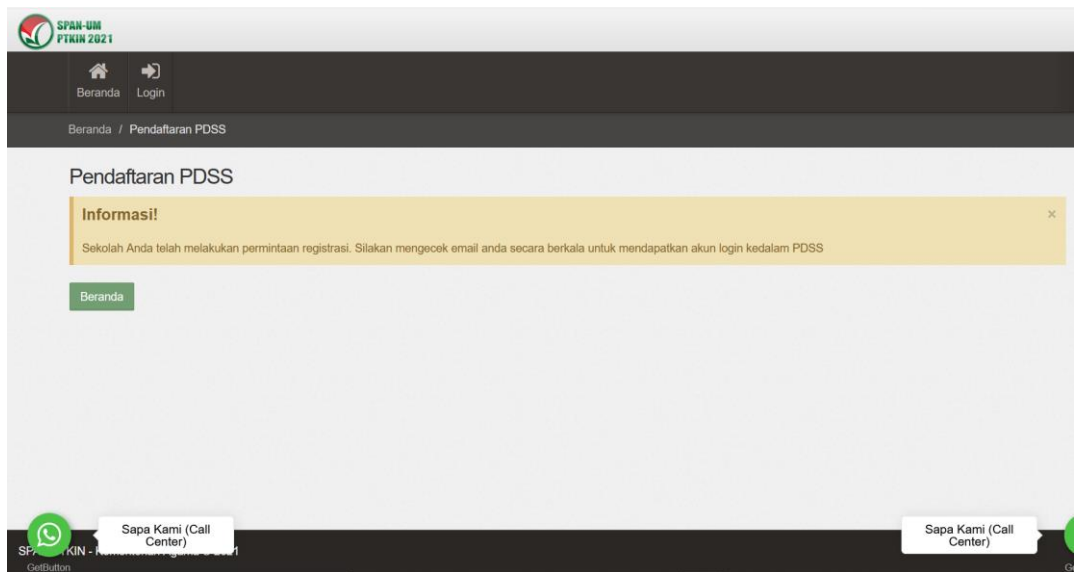 SPAN-UM
PTKIN 2021
Beranda
Login
Beranda / Pendaftaran PDSS
Pendaftaran PDSS
Informasi!
×
Sekolah Anda telah melakukan permintaan registrasi. Silakan mengecek email anda secara berkala untuk mendapatkan akun login kedalam PDSS
Beranda
Sapa Kami (Call
Center)
Sapa Kami (Call
Center)
GetButton